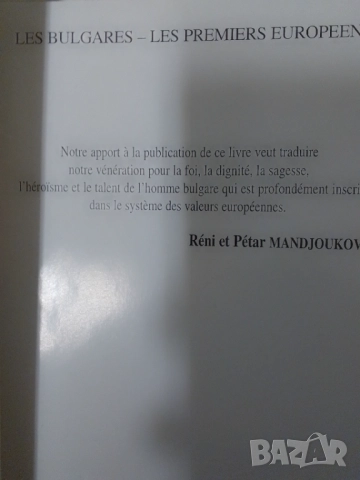 LES BULGARES – LES PREMIERS EUROPEEN
Notre apport à la publication de ce livre veut traduire
notre vénération pour la foi, la dignité, la sagesse,
l'héroïsme et le talent de l'homme bulgare qui est profondément inscri
dans le système des valeurs européennes.
Réni et Pétar MANDJOUKOV
BAZAR
bg